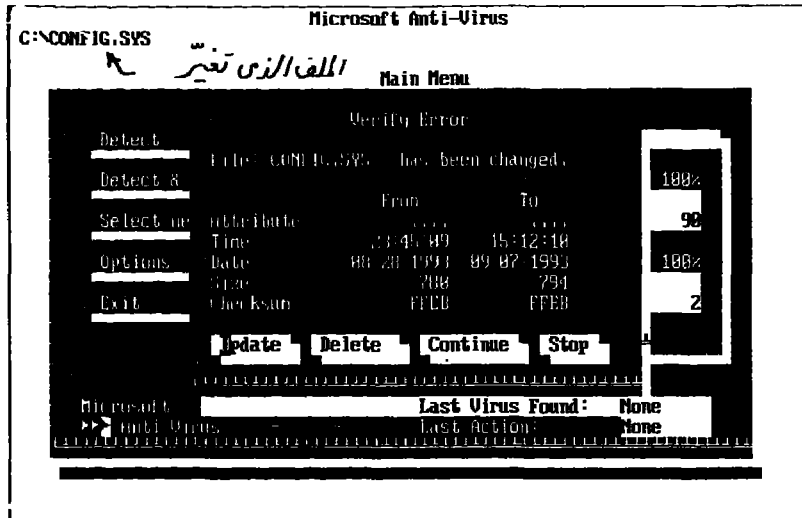 Microsoft Anti-Virus
C:\CONFIG.SYS
الملف الذى تغيّر
Main Menu
Verify Error
Detect
File: CONFIG.SYS has been changed.
Detect &
100%
From To
Select ne
90
Attribute .... ....
Time 23:45:09 15:12:10
Options
100%
Date 08-28-1993 09-07-1993
Size 780 794
Exit
2
Checksum FFEB
Update Delete Continue Stop
Microsoft
Last Virus Found: None
Anti Virus
Last Action: None